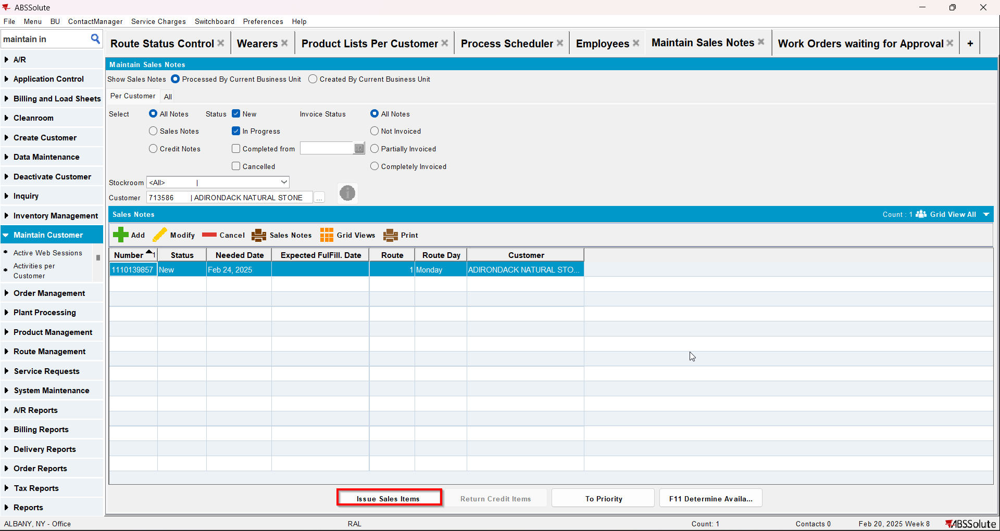 ABSSolute
File Menu BU ContactManager Service Charges Switchboard Preferences Help
maintain in
Route Status Control Wearers Product Lists Per Customer Process Scheduler Employees Maintain Sales Notes Work Orders waiting for Approval +
A/R
Application Control
Billing and Load Sheets
Cleanroom
Create Customer
Data Maintenance
Deactivate Customer
Inquiry
Inventory Management
Maintain Customer
Active Web Sessions
Activities per
Customer
Order Management
Plant Processing
Product Management
Route Management
Service Requests
System Maintenance
A/R Reports
Billing Reports
Delivery Reports
Order Reports
Tax Reports
Reports
Maintain Sales Notes
Show Sales Notes Processed By Current Business Unit Created By Current Business Unit
Per Customer All
Select All Notes Status New Invoice Status All Notes
Sales Notes In Progress Not Invoiced
Credit Notes Completed from 16 Partially Invoiced
Cancelled Completely Invoiced
Stockroom <All> |
Customer 713586 | ADIRONDACK NATURAL STONE ...
Sales Notes Count : 1 Grid View All
Add Modify Cancel Sales Notes Grid Views Print
Number 1 Status Needed Date Expected FulFill. Date Route Route Day Customer
1110139857 New Feb 24, 2025 1 Monday ADIRONDACK NATURAL STO...
Issue Sales Items Return Credit Items To Priority F11 Determine Availa...
ALBANY, NY - Office RAL Count: 1 Contacts 0 Feb 20, 2025 Week 8 ABSSolute